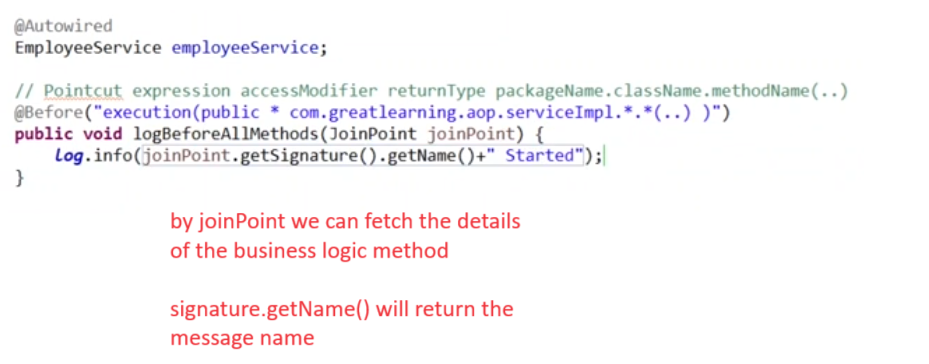 @Autowired
EmployeeService employeeService;
// Pointcut expression accessModifier returnType packageName.className.methodName(..)
@Before("execution(public * com.greatlearning.aop.serviceImpl.*.*(..) )")
public void logBeforeAllMethods(JoinPoint joinPoint) {
log.info(joinPoint.getSignature().getName()+" Started");
}
by joinPoint we can fetch the details
of the business logic method
signature.getName() will return the
message name